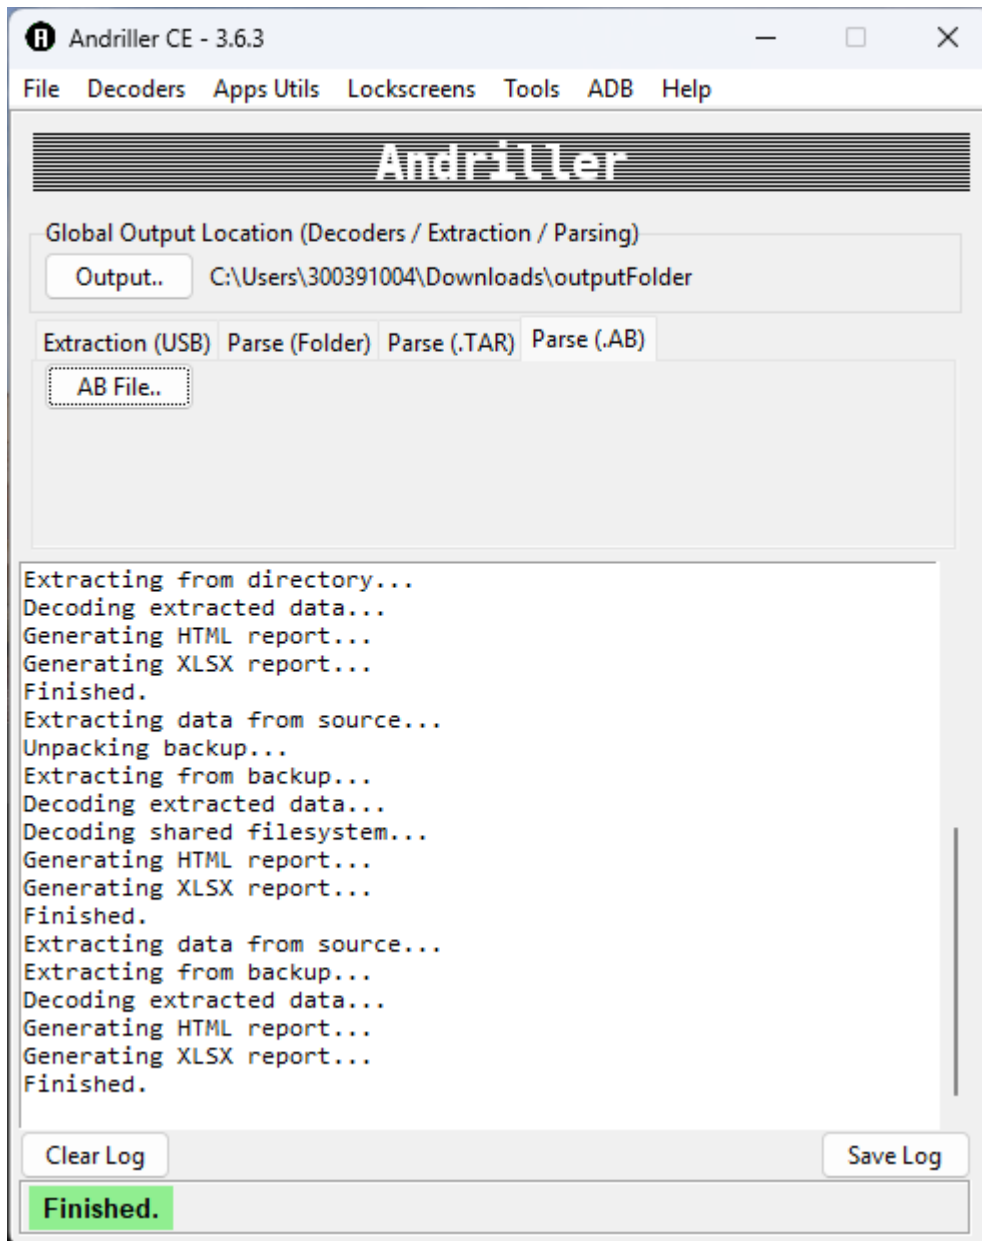 Andriller CE - 3.6.3
File Decoders Apps Utils Lockscreens Tools ADB Help
Andriller
Global Output Location (Decoders / Extraction / Parsing)
Output.. C:\Users\300391004\Downloads\outputFolder
Extraction (USB) Parse (Folder) Parse (.TAR) Parse (.AB)
AB File..
Extracting from directory...
Decoding extracted data...
Generating HTML report...
Generating XLSX report...
Finished.
Extracting data from source...
Unpacking backup...
Extracting from backup...
Decoding extracted data...
Decoding shared filesystem...
Generating HTML report...
Generating XLSX report...
Finished.
Extracting data from source...
Extracting from backup...
Decoding extracted data...
Generating HTML report...
Generating XLSX report...
Finished.
Clear Log Save Log
Finished.